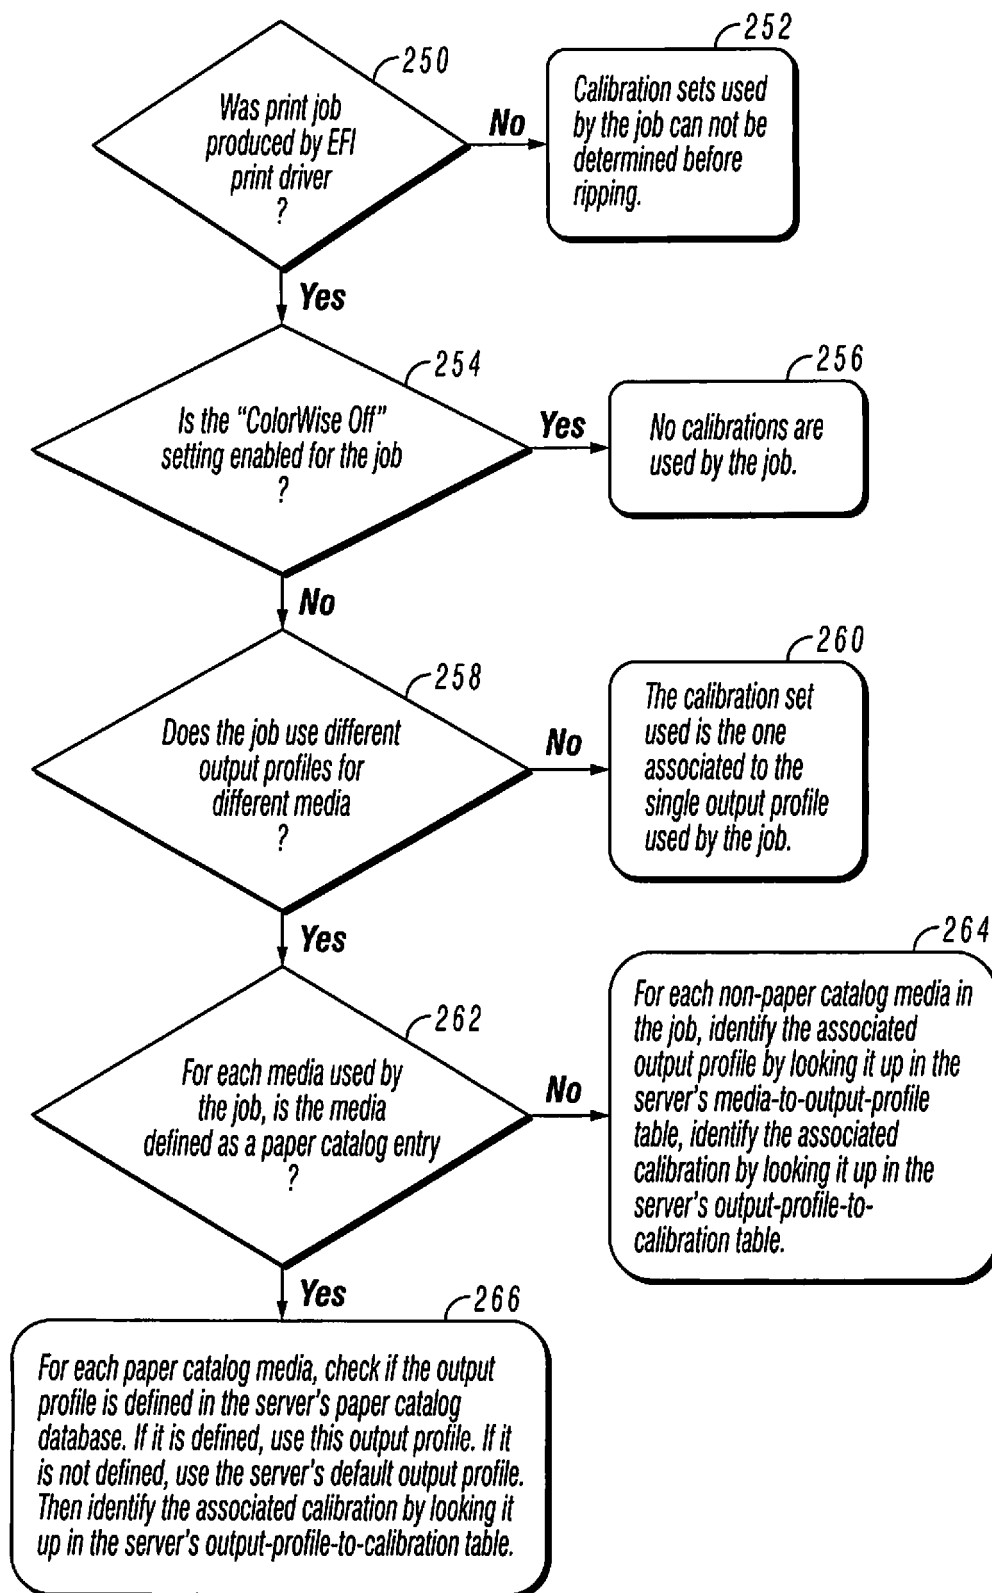 250
Was print job
produced by EFI
print driver
?
No
252
Calibration sets used
by the job can not be
determined before
ripping.
Yes
254
Is the “ColorWise Off”
setting enabled for the job
?
Yes
256
No calibrations are
used by the job.
No
258
Does the job use different
output profiles for
different media
?
No
260
The calibration set
used is the one
associated to the
single output profile
used by the job.
Yes
262
For each media used by
the job, is the media
defined as a paper catalog entry
?
No
264
For each non-paper catalog media in
the job, identify the associated
output profile by looking it up in the
server's media-to-output-profile
table, identify the associated
calibration by looking it up in the
server's output-profile-to-
calibration table.
Yes
266
For each paper catalog media, check if the output
profile is defined in the server's paper catalog
database. If it is defined, use this output profile. If it
is not defined, use the server's default output profile.
Then identify the associated calibration by looking it
up in the server's output-profile-to-calibration table.